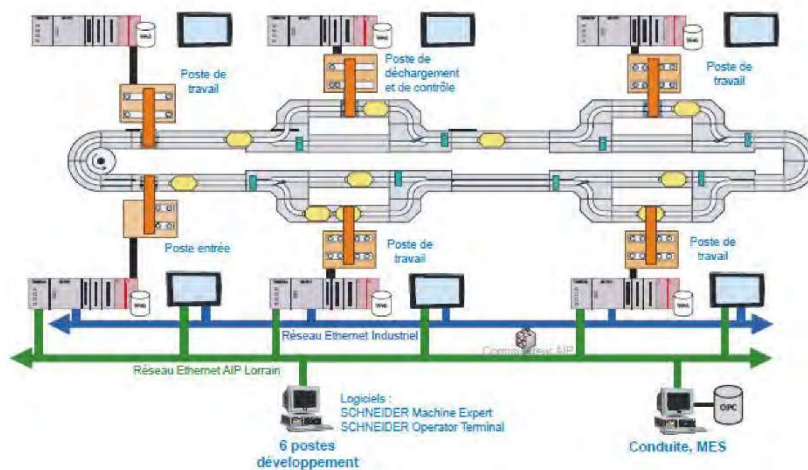 Poste de
travail
Poste de
déchargement
et de contrôle
Poste de
travail
Poste entrée
Poste de
travail
Poste de
travail
Réseau Ethernet Industriel
Commutateur AIP
Réseau Ethernet AIP Lorrain
Logiciels :
SCHNEIDER Machine Expert
SCHNEIDER Operator Terminal
OPC
6 postes
développement
Conduite, MES